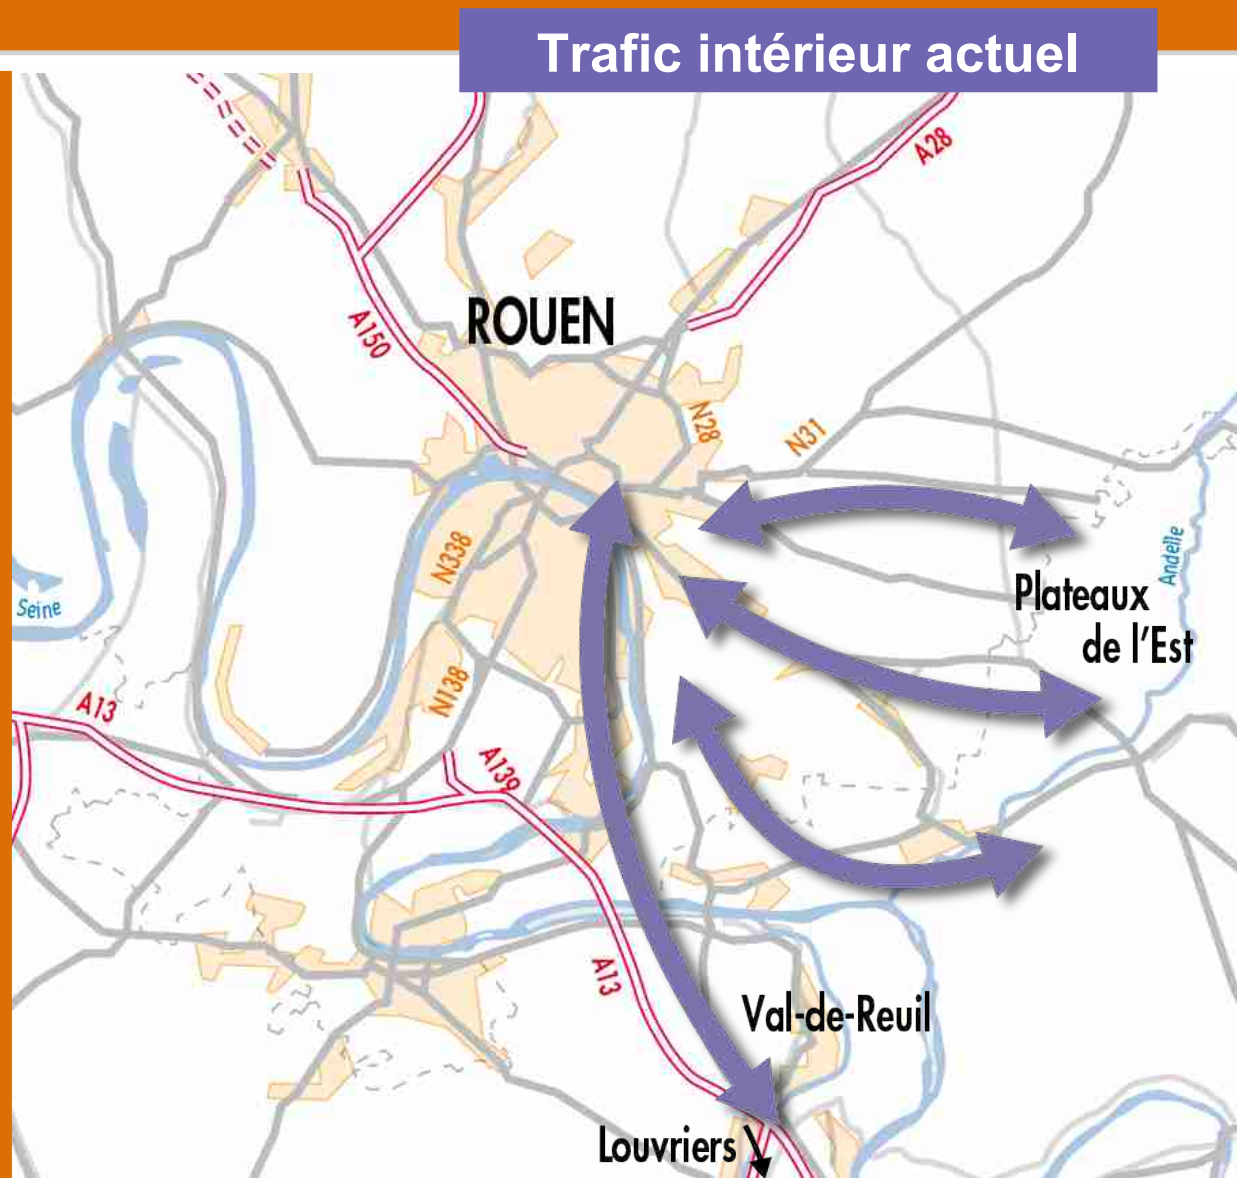 Trafic intérieur actuel
A28
ROUEN
A150
N28
N31
N338
Andelle
Seine
Plateaux
de l'Est
N138
A13
A139
A13
Val-de-Reuil
Louvriers